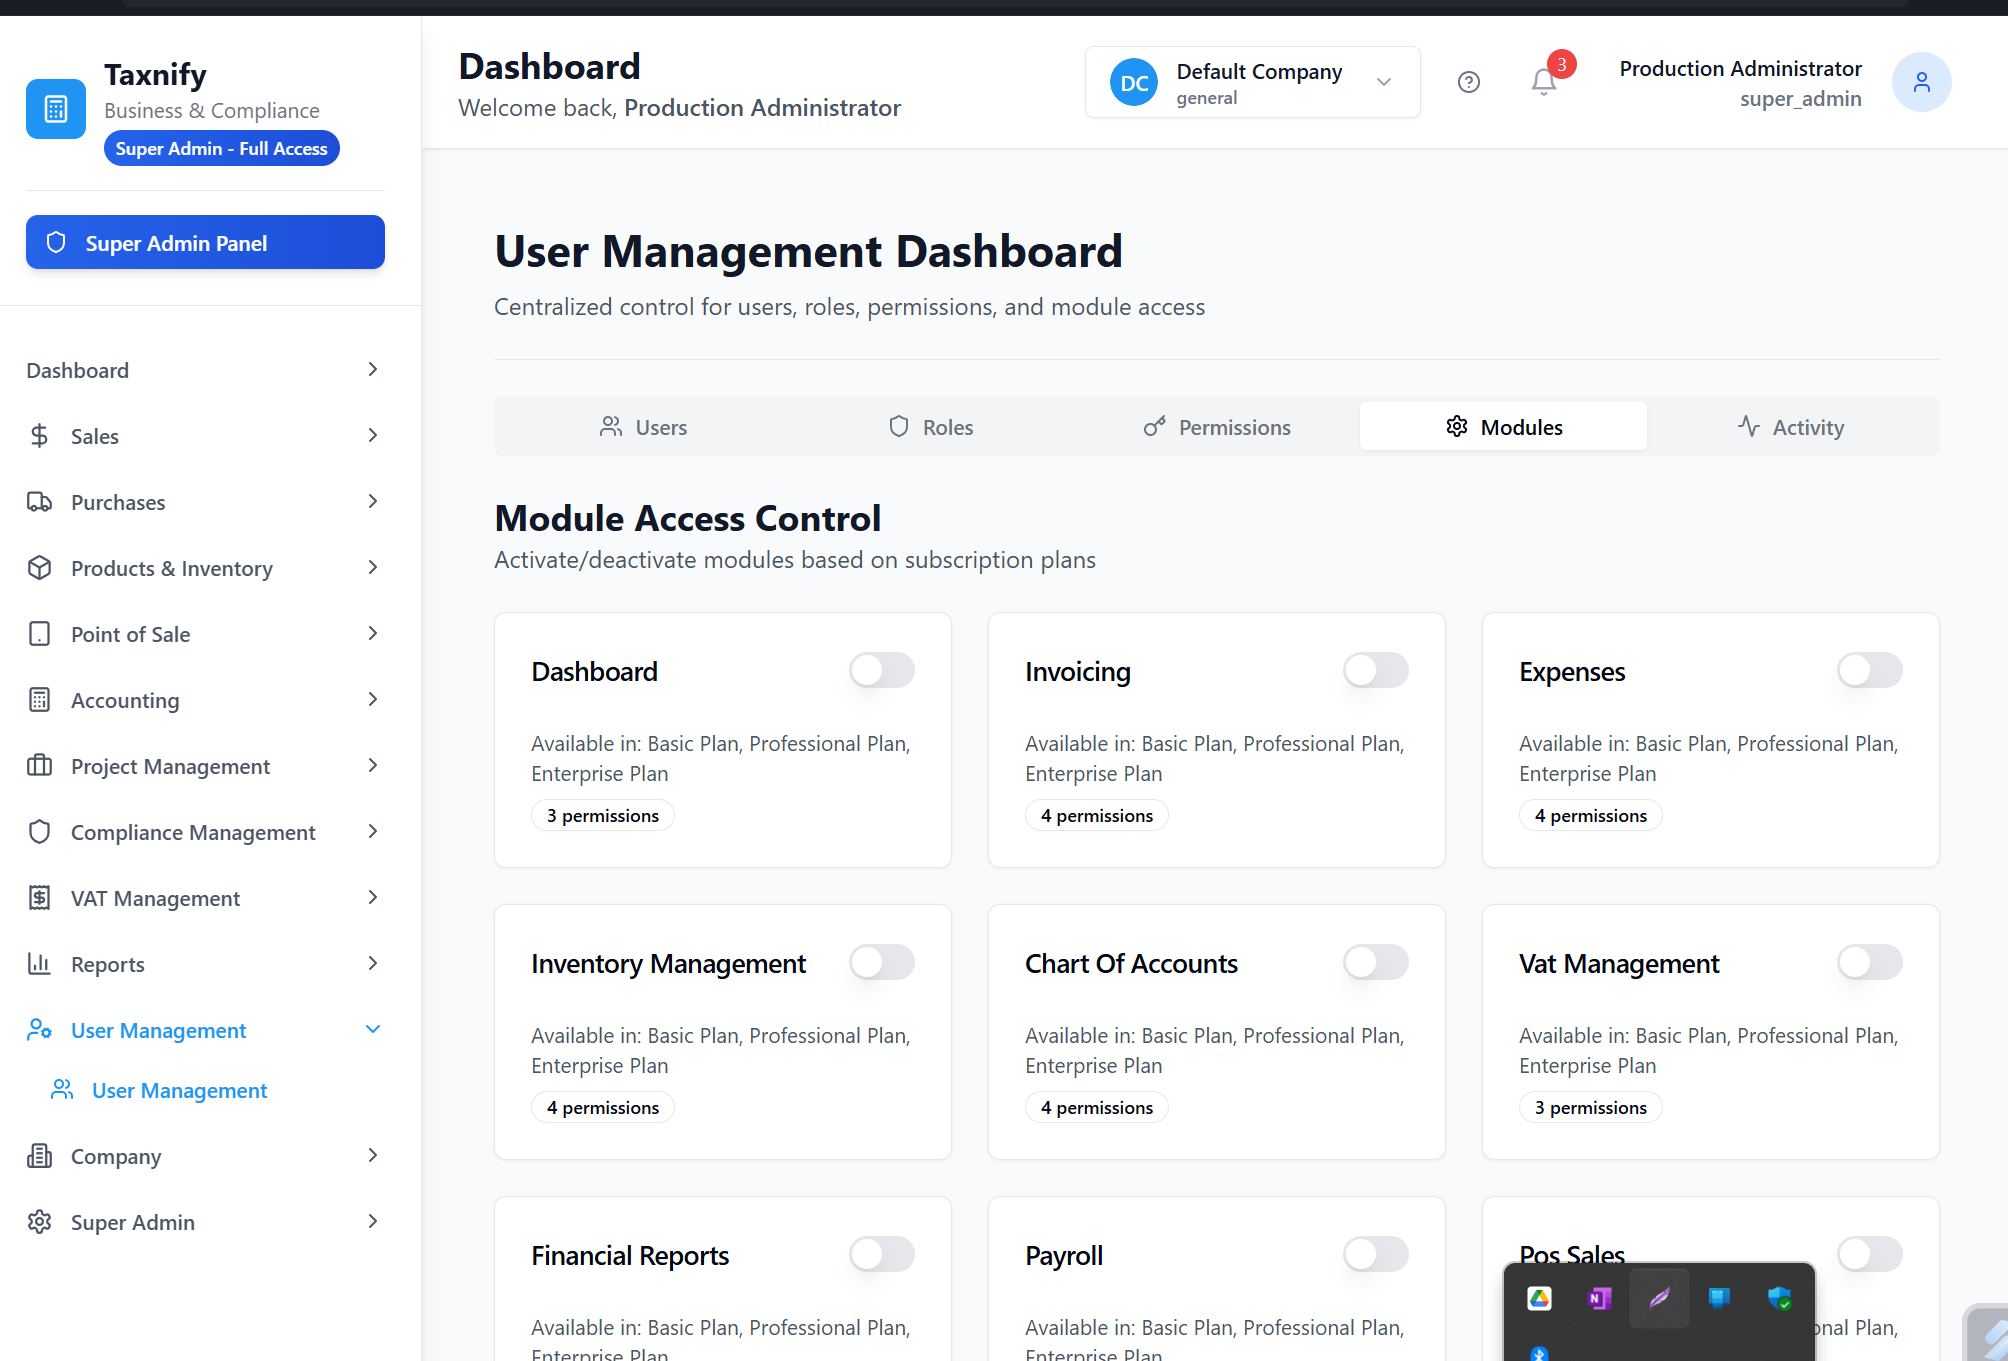 Taxnify
Business & Compliance
Super Admin - Full Access
Super Admin Panel
Dashboard
Sales
Purchases
Products & Inventory
Point of Sale
Accounting
Project Management
Compliance Management
VAT Management
Reports
User Management
User Management
Company
Super Admin
Dashboard
Welcome back, Production Administrator
DC
Default Company
general
3
Production Administrator
super_admin
User Management Dashboard
Centralized control for users, roles, permissions, and module access
Users
Roles
Permissions
Modules
Activity
Module Access Control
Activate/deactivate modules based on subscription plans
Dashboard
Available in: Basic Plan, Professional Plan,
Enterprise Plan
3 permissions
Invoicing
Available in: Basic Plan, Professional Plan,
Enterprise Plan
4 permissions
Expenses
Available in: Basic Plan, Professional Plan,
Enterprise Plan
4 permissions
Inventory Management
Available in: Basic Plan, Professional Plan,
Enterprise Plan
4 permissions
Chart Of Accounts
Available in: Basic Plan, Professional Plan,
Enterprise Plan
4 permissions
Vat Management
Available in: Basic Plan, Professional Plan,
Enterprise Plan
3 permissions
Financial Reports
Available in: Basic Plan, Professional Plan,
Enterprise Plan
Payroll
Available in: Basic Plan, Professional Plan,
Enterprise Plan
Pos Sales
Plan,